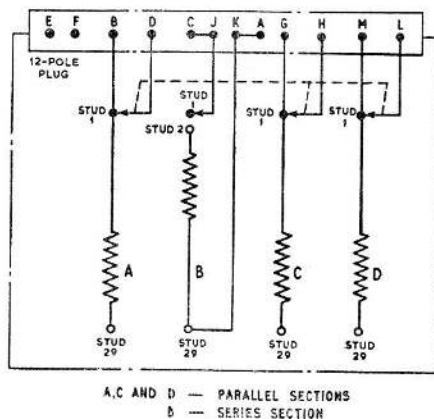 E F B D C J K A G H M L
12-POLE
PLUG
STUD
1
STUD
1
STUD 2
STUD
1
STUD
1
A B C D
STUD
29
STUD
29
STUD
29
STUD
29
A,C AND D — PARALLEL SECTIONS
B — SERIES SECTION